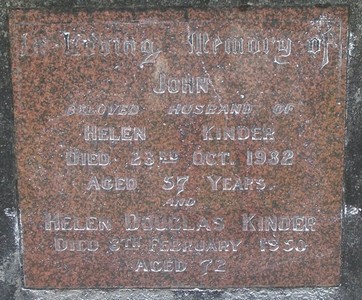 In Loving Memory of
JOHN
BELOVED HUSBAND OF
HELEN KINDER
DIED 23RD OCT. 1932
AGED 57 YEARS.
AND
HELEN DOUGLAS KINDER
DIED 8TH FEBRUARY 1950
AGED 72